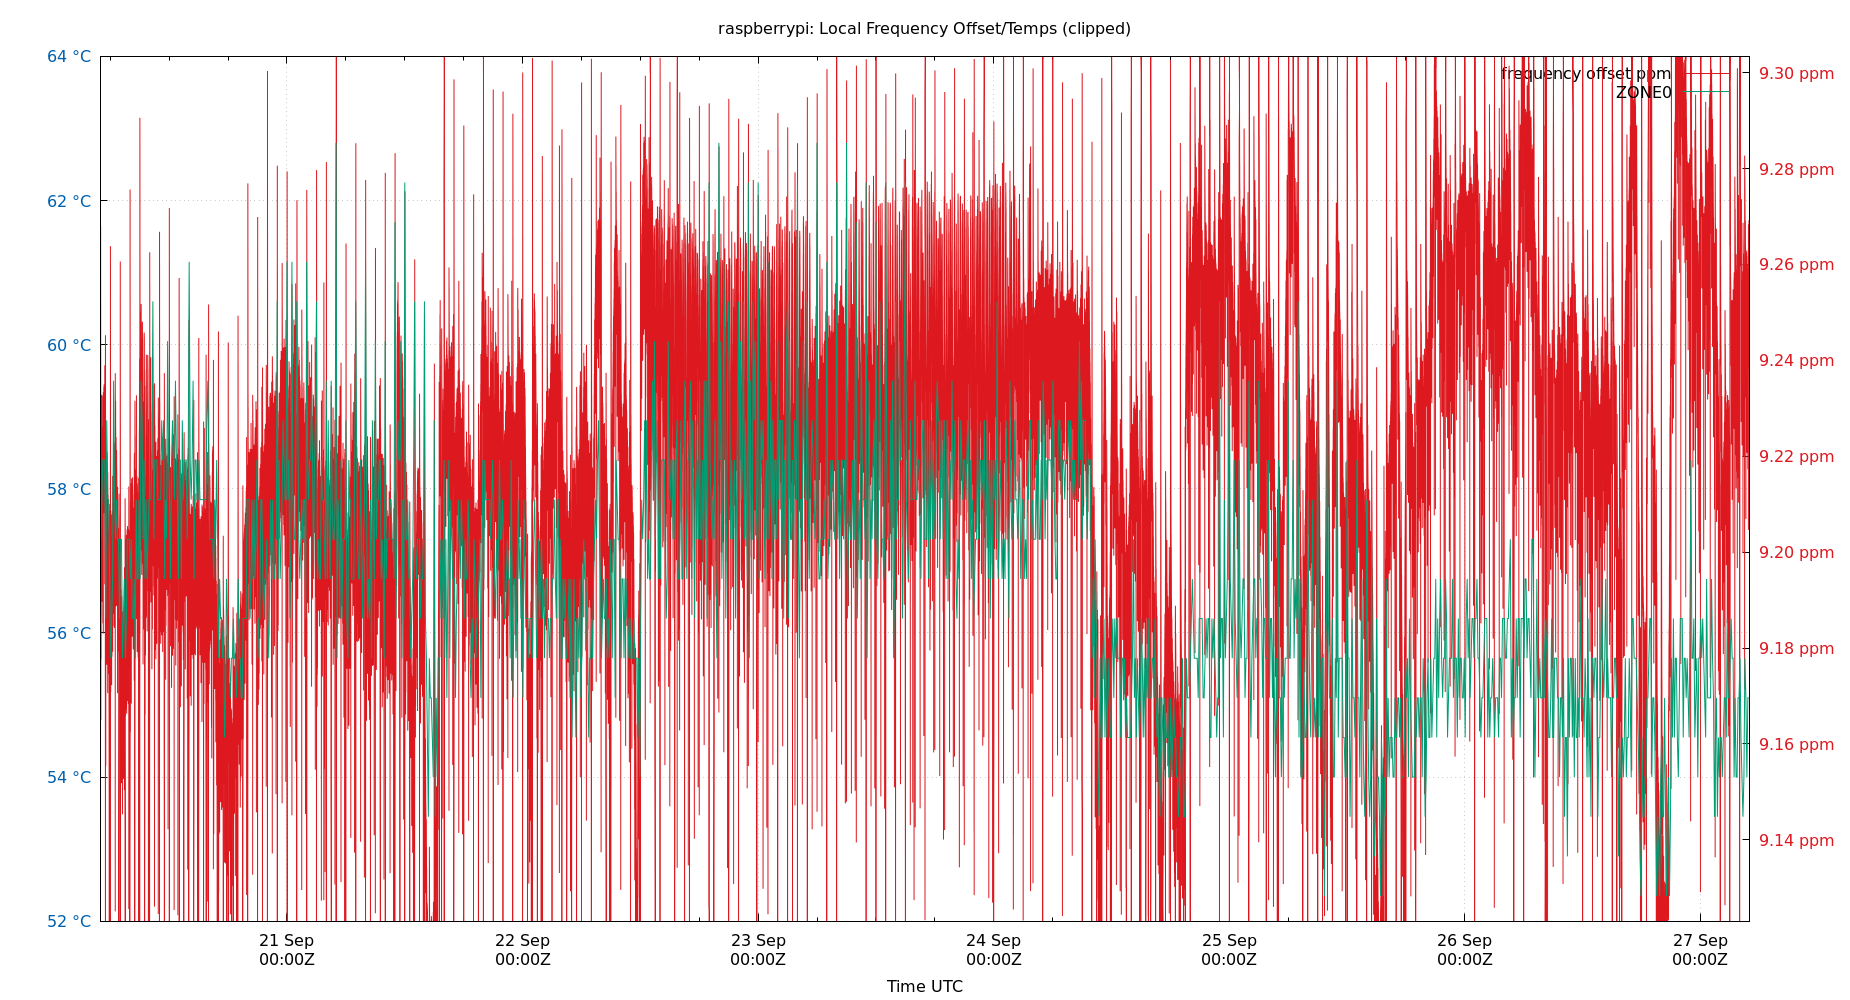 raspberrypi: Local Frequency Offset/Temps (clipped)
64 °C
62 °C
60 °C
58 °C
56 °C
54 °C
52 °C
frequency offset ppm
ZONE0
9.30 ppm
9.28 ppm
9.26 ppm
9.24 ppm
9.22 ppm
9.20 ppm
9.18 ppm
9.16 ppm
9.14 ppm
21 Sep
00:00Z
22 Sep
00:00Z
23 Sep
00:00Z
24 Sep
00:00Z
25 Sep
00:00Z
26 Sep
00:00Z
27 Sep
00:00Z
Time UTC